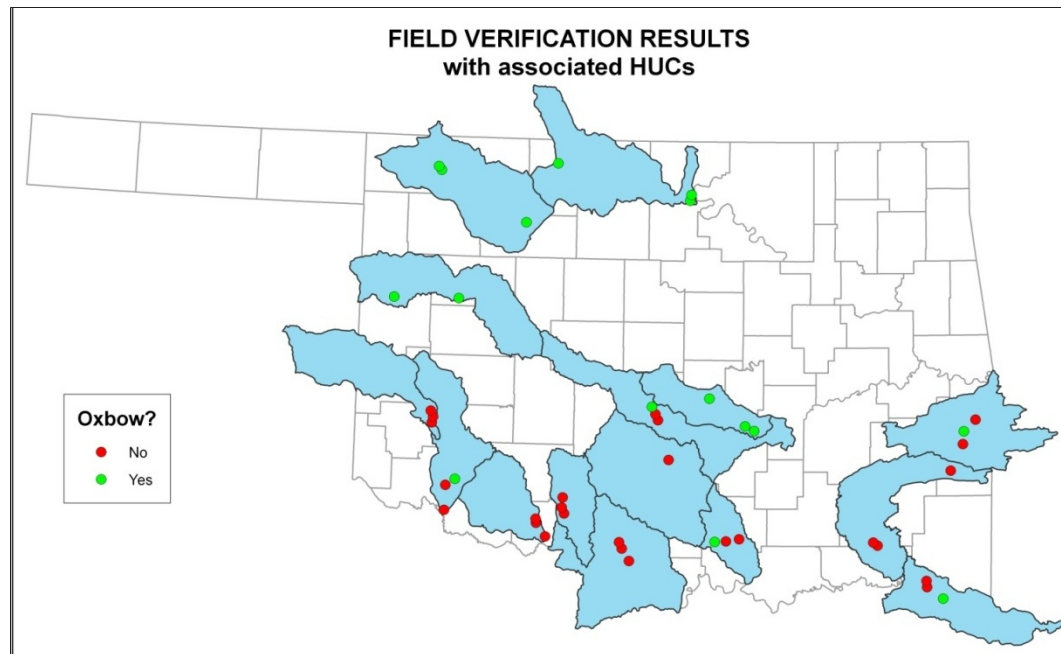 FIELD VERIFICATION RESULTS
with associated HUCs
Oxbow?
No
Yes